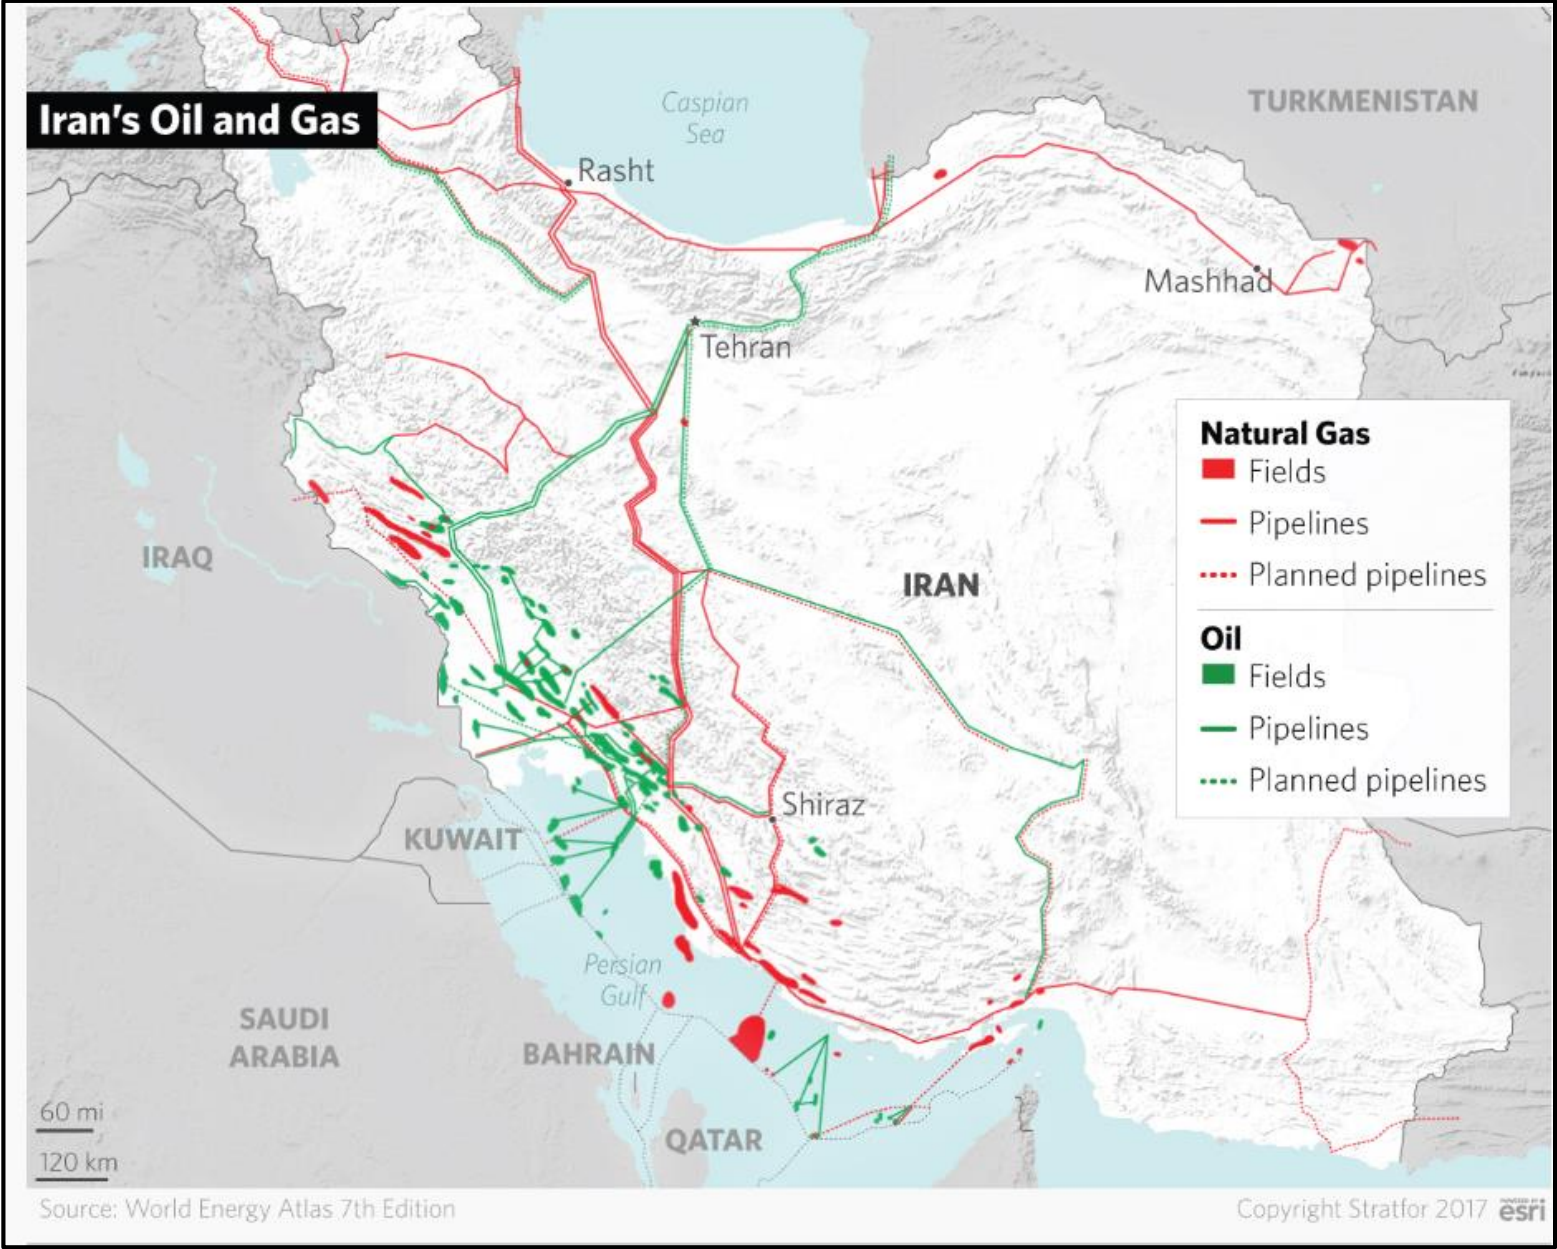 Iran's Oil and Gas
Caspian
Sea
TURKMENISTAN
Rasht
Mashhad
Tehran
Natural Gas
Fields
Pipelines
Planned pipelines
Oil
Fields
Pipelines
Planned pipelines
IRAQ
IRAN
Shiraz
KUWAIT
Persian
Gulf
SAUDI
ARABIA
BAHRAIN
QATAR
60 mi
120 km
Source: World Energy Atlas 7th Edition
Copyright Stratfor 2017
POWERED BY
esri